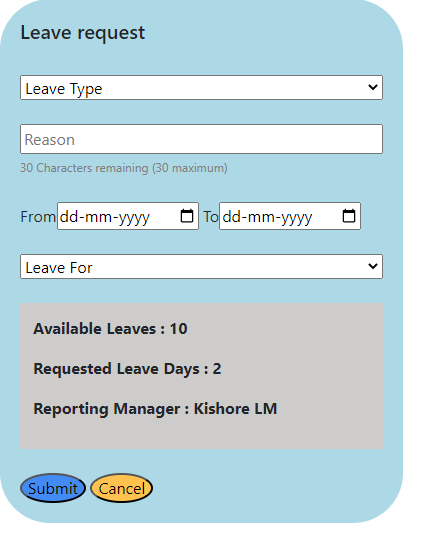 Leave request
Leave Type
Reason
30 Characters remaining (30 maximum)
From dd-mm-yyyy To dd-mm-yyyy
Leave For
Available Leaves : 10
Requested Leave Days : 2
Reporting Manager : Kishore LM
Submit Cancel